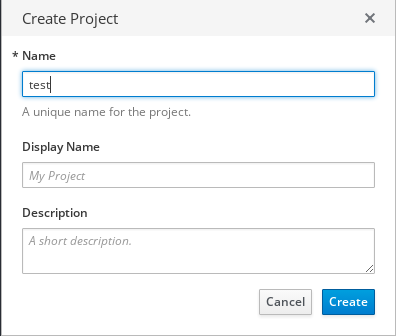 Create Project ×
* Name
test
A unique name for the project.
Display Name
My Project
Description
A short description.
Cancel Create